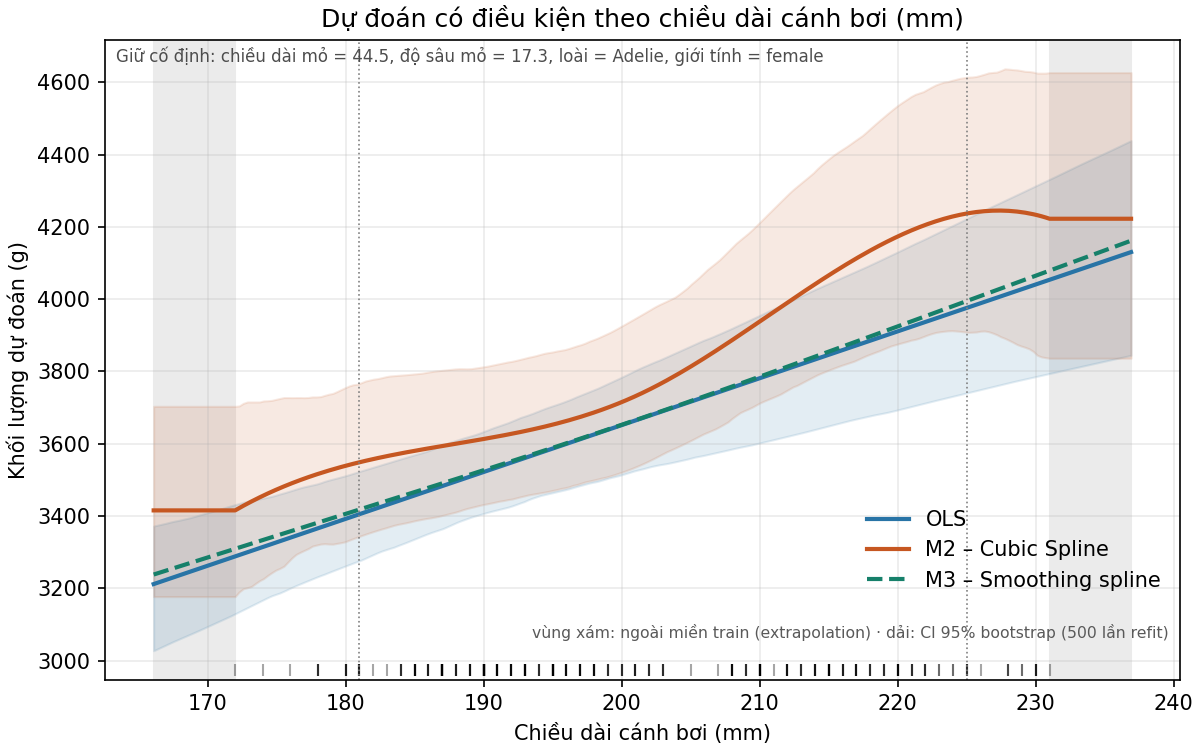 Dự đoán có điều kiện theo chiều dài cánh bơi (mm)
Giữ cố định: chiều dài mỏ = 44.5, độ sâu mỏ = 17.3, loài = Adelie, giới tính = female
Khối lượng dự đoán (g)
4600
4400
4200
4000
3800
3600
3400
3200
3000
OLS
M2 – Cubic Spline
M3 – Smoothing spline
vùng xám: ngoài miền train (extrapolation) · dải: CI 95% bootstrap (500 lần refit)
170 180 190 200 210 220 230 240
Chiều dài cánh bơi (mm)